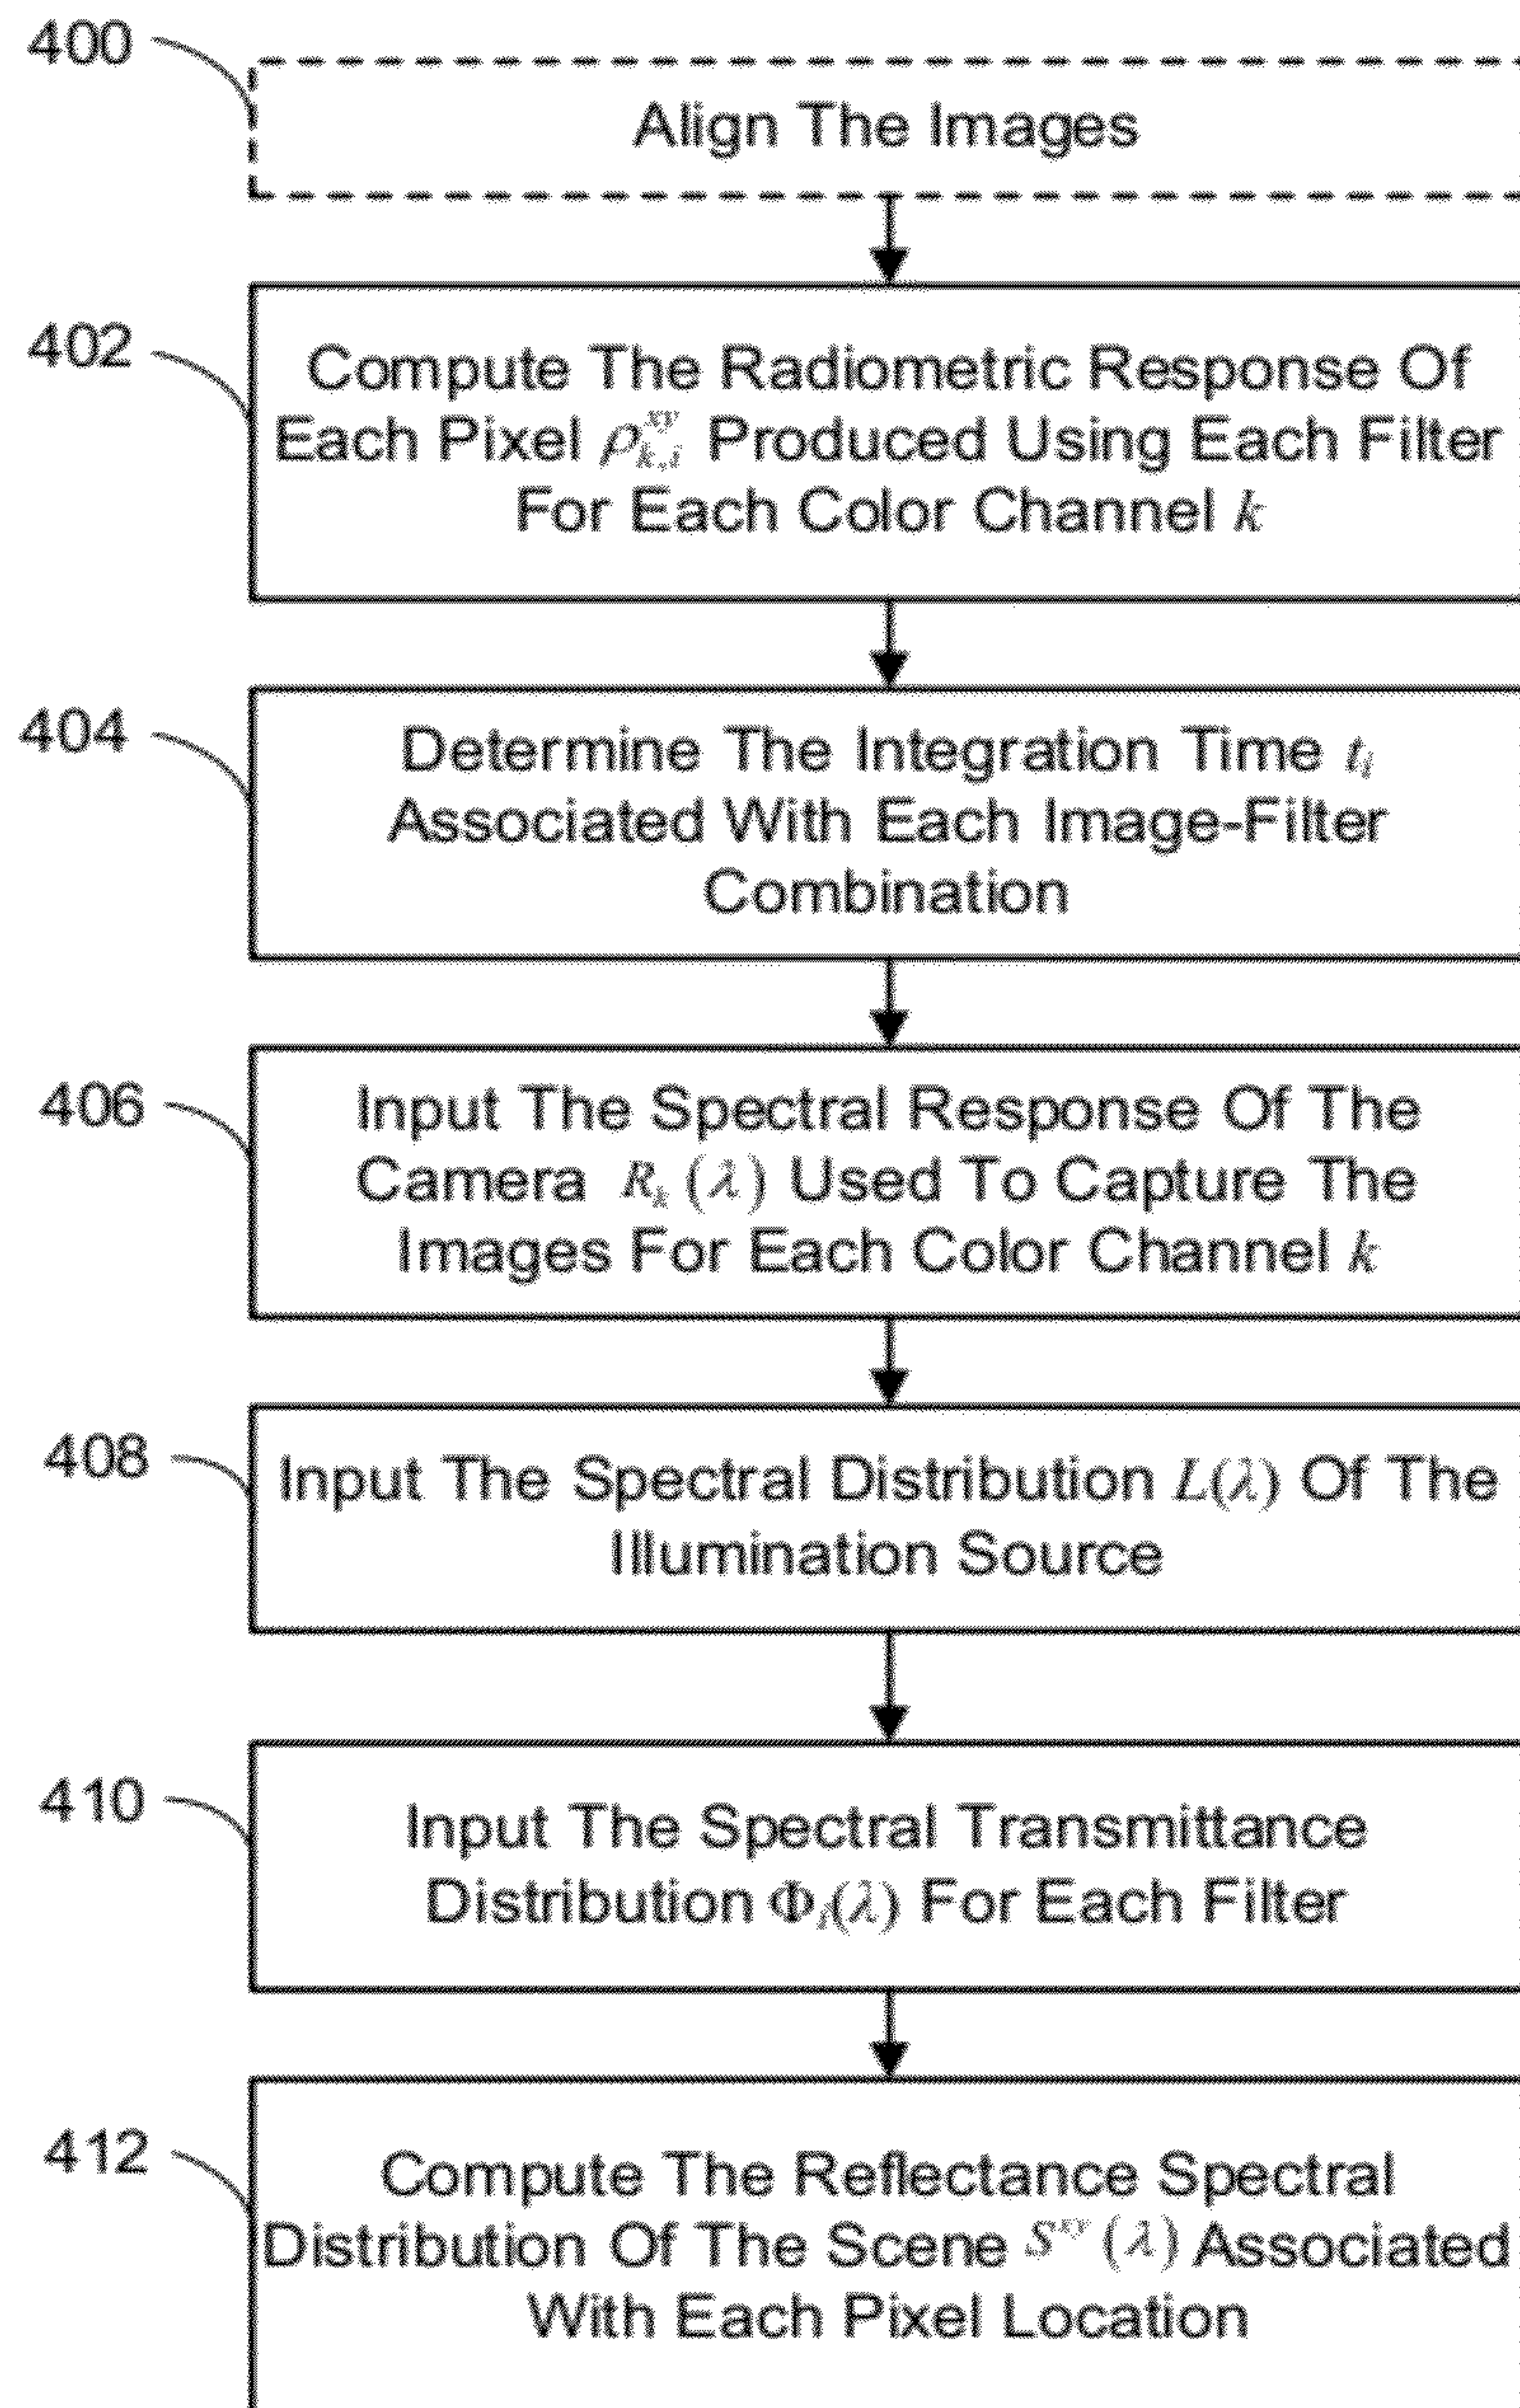 400
Align The Images
402
Compute The Radiometric Response Of
Each Pixel ρ^{xy}_{k,i} Produced Using Each Filter
For Each Color Channel k
404
Determine The Integration Time t_i
Associated With Each Image-Filter
Combination
406
Input The Spectral Response Of The
Camera R_k (λ) Used To Capture The
Images For Each Color Channel k
408
Input The Spectral Distribution L(λ) Of The
Illumination Source
410
Input The Spectral Transmittance
Distribution Φ_i(λ) For Each Filter
412
Compute The Reflectance Spectral
Distribution Of The Scene S^{xy} (λ) Associated
With Each Pixel Location